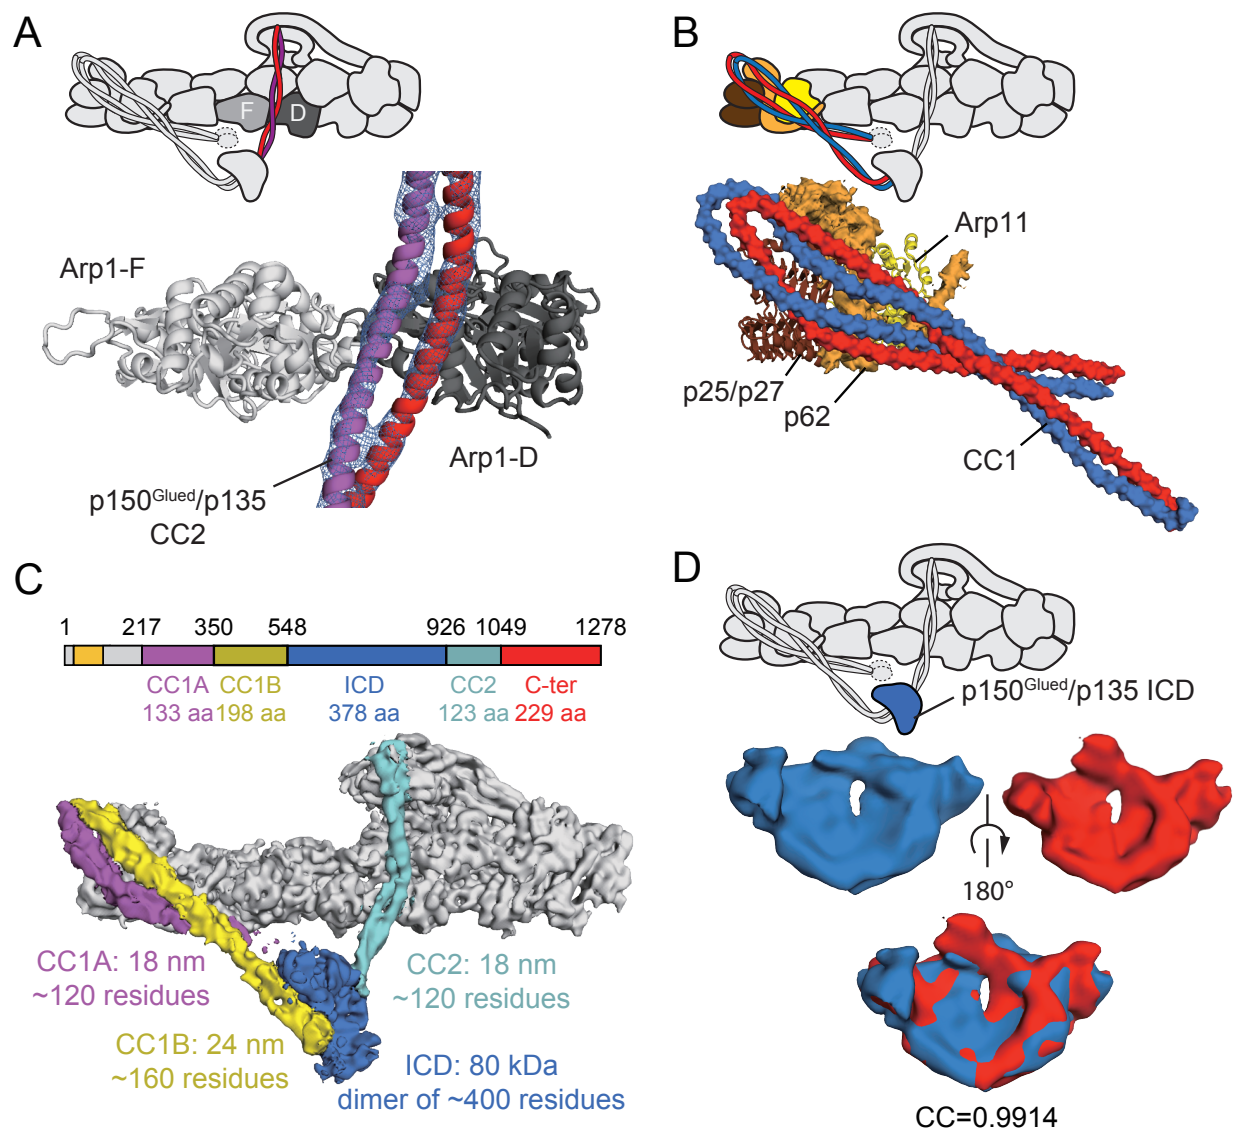 A
F
D
Arp1-F
Arp1-D
p150Glued/p135
CC2
B
Arp11
p25/p27
p62
CC1
C
1 217 350 548 926 1049 1278
CC1A CC1B ICD CC2 C-ter
133 aa 198 aa 378 aa 123 aa 229 aa
CC1A: 18 nm
~120 residues
CC2: 18 nm
~120 residues
CC1B: 24 nm
~160 residues
ICD: 80 kDa
dimer of ~400 residues
D
p150Glued/p135 ICD
180°
CC=0.9914